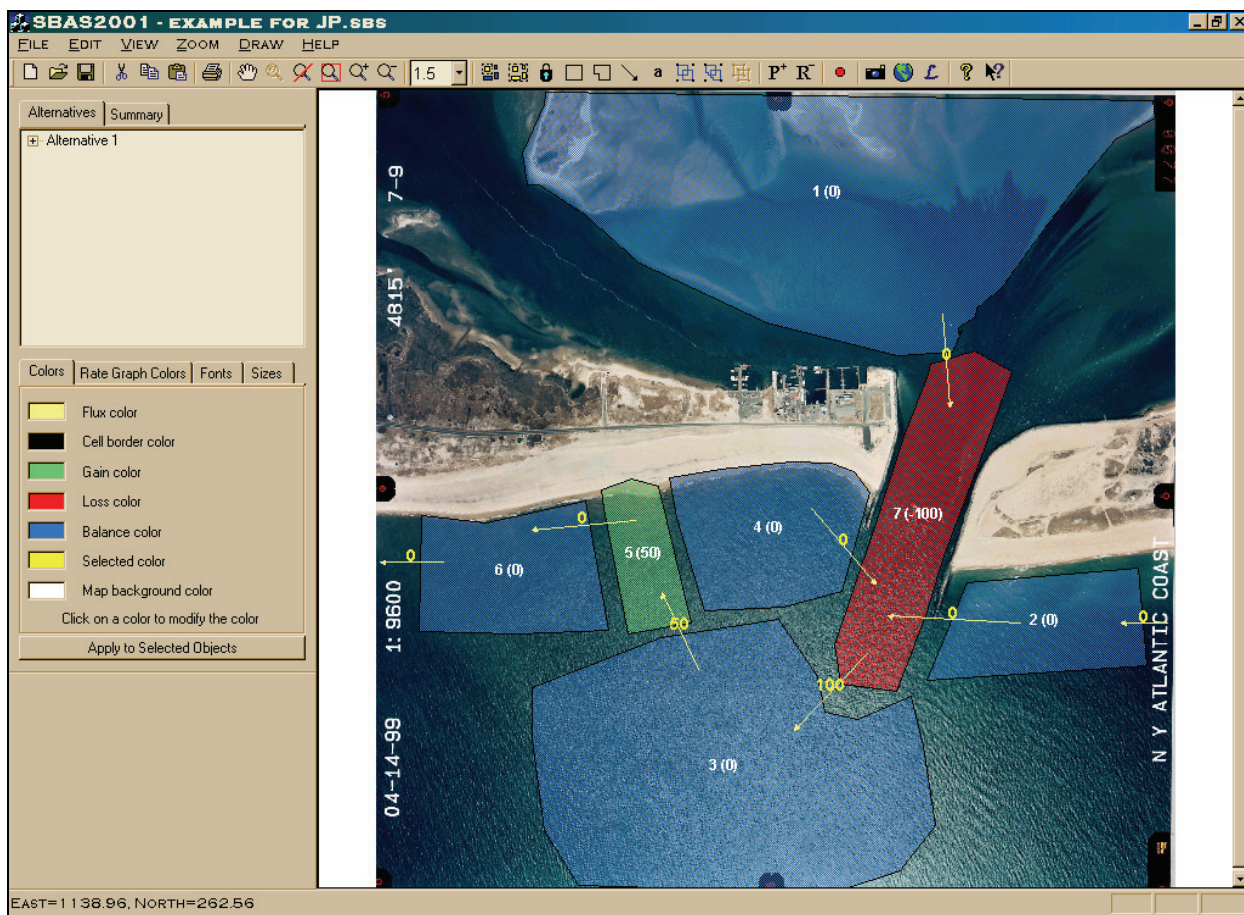 SBAS2001 - EXAMPLE FOR JP.SBS
FILE EDIT VIEW ZOOM DRAW HELP
1.5 a P+ R- L ? ?
Alternatives Summary
Alternative 1
Colors Rate Graph Colors Fonts Sizes
Flux color
Cell border color
Gain color
Loss color
Balance color
Selected color
Map background color
Click on a color to modify the color
Apply to Selected Objects
7-9
4815'
1: 9600
04-14-99
1 (0)
0
7 (-100)
4 (0)
0
0
5 (50)
0
6 (0)
50
0
2 (0)
0
100
3 (0)
N Y ATLANTIC COAST
EAST=1138.96, NORTH=262.56